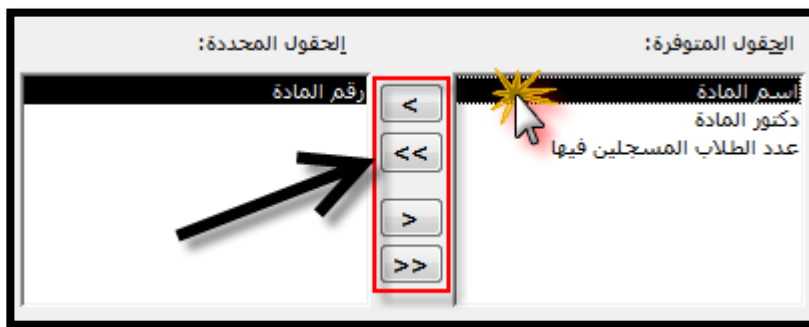 الحقول المتوفرة:
اسم المادة
دكتور المادة
عدد الطلاب المسجلين فيها
<
<<
>
>>
الحقول المحددة:
رقم المادة